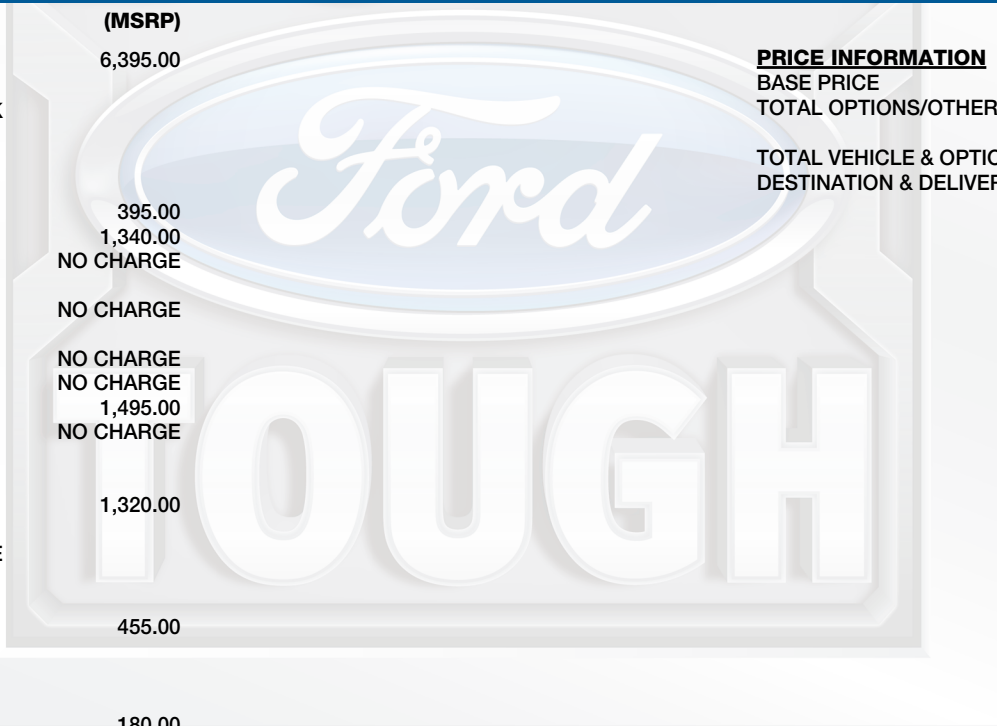 (MSRP)
6,395.00
K
395.00
1,340.00
NO CHARGE
NO CHARGE
NO CHARGE
NO CHARGE
1,495.00
NO CHARGE
1,320.00
E
455.00
180.00
PRICE INFORMATION
BASE PRICE
TOTAL OPTIONS/OTHER
TOTAL VEHICLE & OPTIO
DESTINATION & DELIVER
Ford
TOUGH